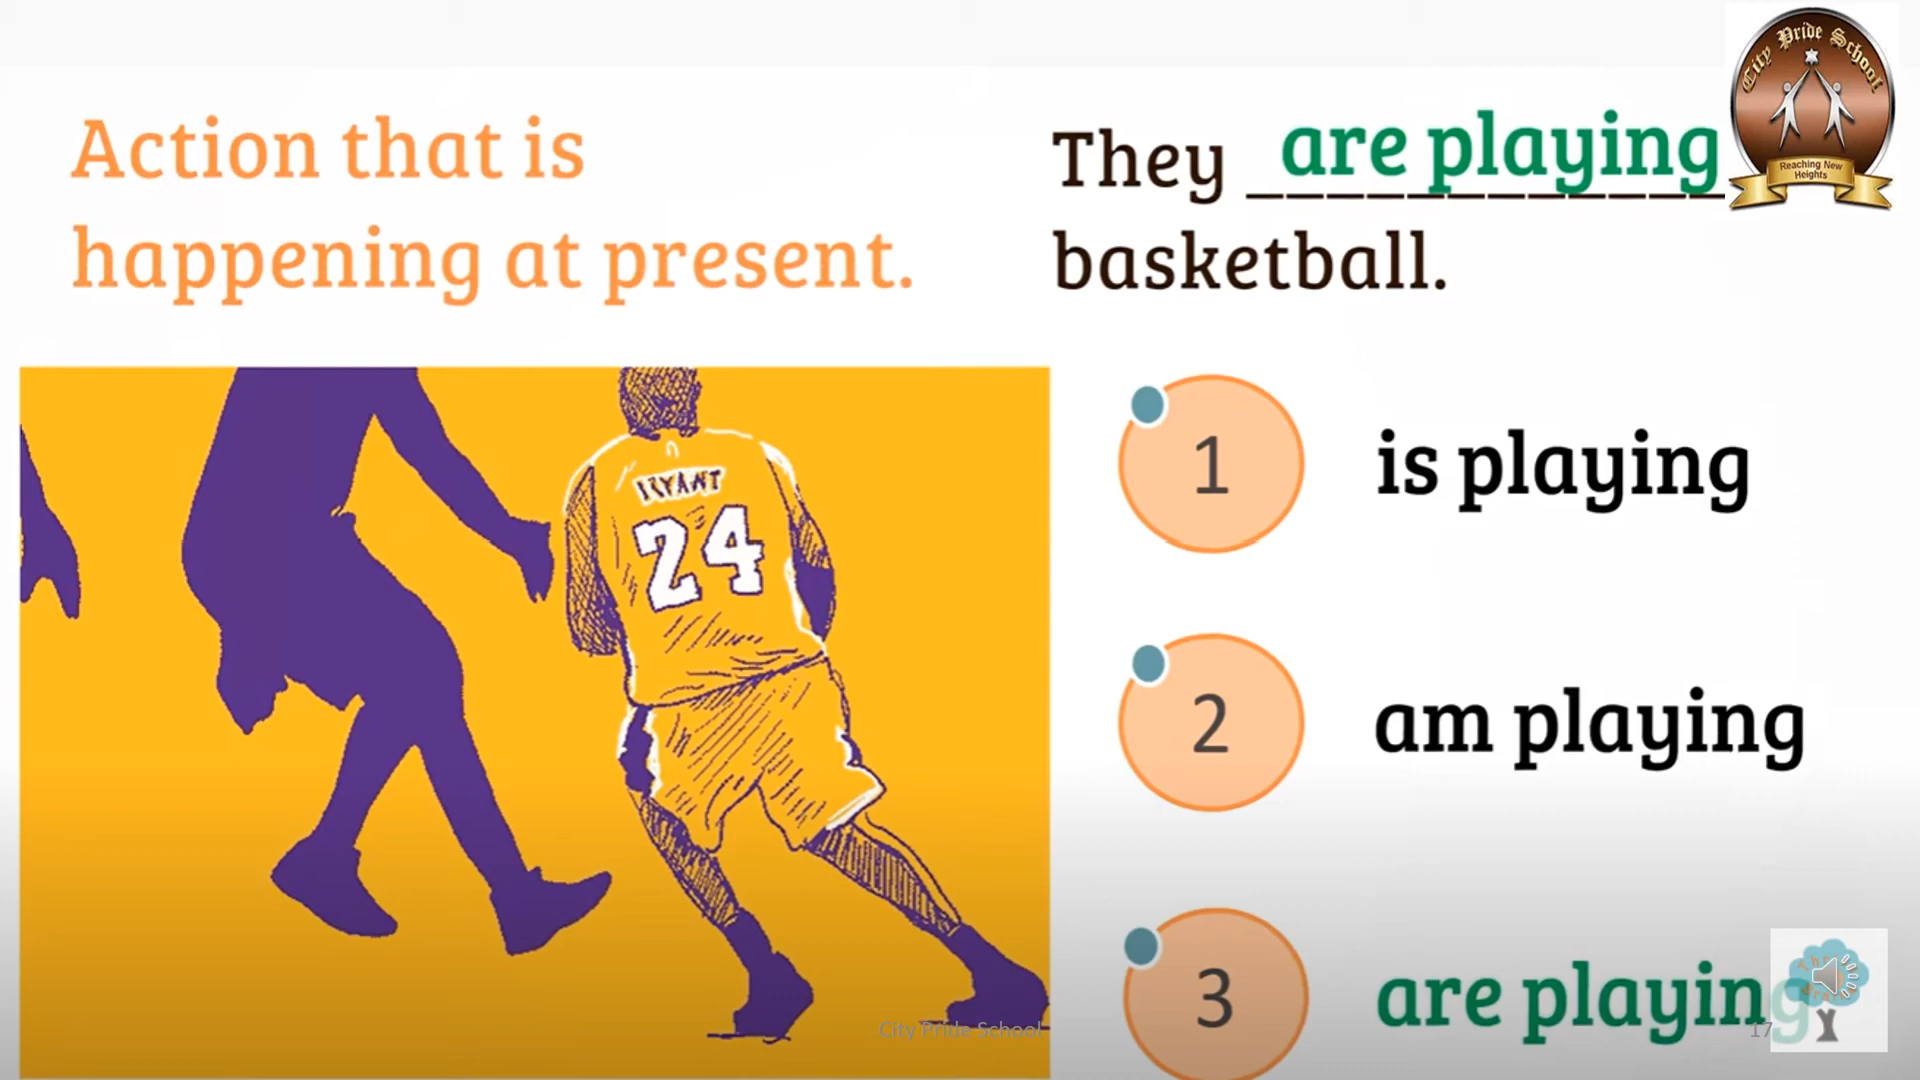 City Pride School
Reaching New
Heights
Action that is
happening at present.
They are playing
basketball.
24
1 is playing
2 am playing
3 are playing
City Pride School
17